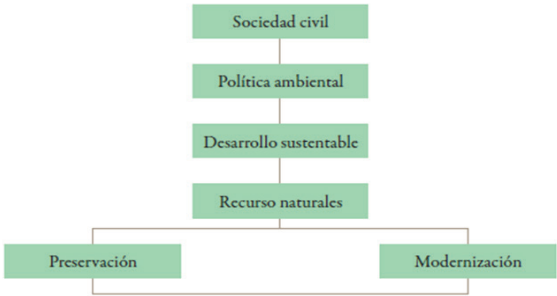 Sociedad civil
Política ambiental
Desarrollo sustentable
Recurso naturales
Preservación
Modernización